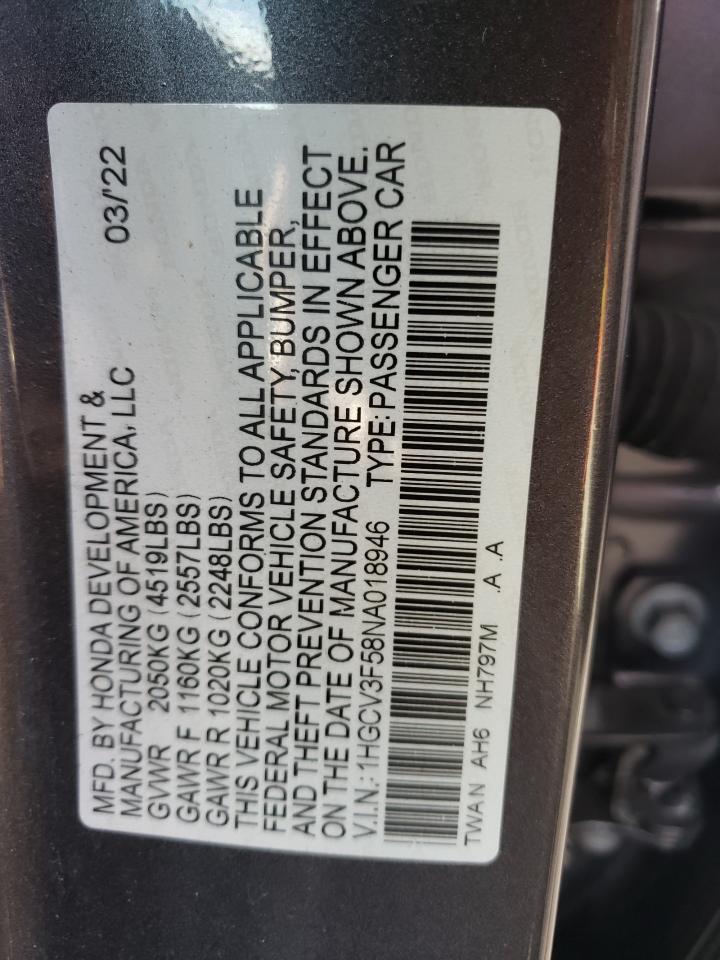 MFD. BY HONDA DEVELOPMENT &
MANUFACTURING OF AMERICA, LLC 03/'22
GVWR 2050KG (4519LBS)
GAWR F 1160KG (2557LBS)
GAWR R 1020KG (2248LBS)
THIS VEHICLE CONFORMS TO ALL APPLICABLE
FEDERAL MOTOR VEHICLE SAFETY, BUMPER,
AND THEFT PREVENTION STANDARDS IN EFFECT
ON THE DATE OF MANUFACTURE SHOWN ABOVE.
V.I.N.: 1HGCV3F58NA018946 TYPE: PASSENGER CAR
TWAN AH6 NH797M .A .A